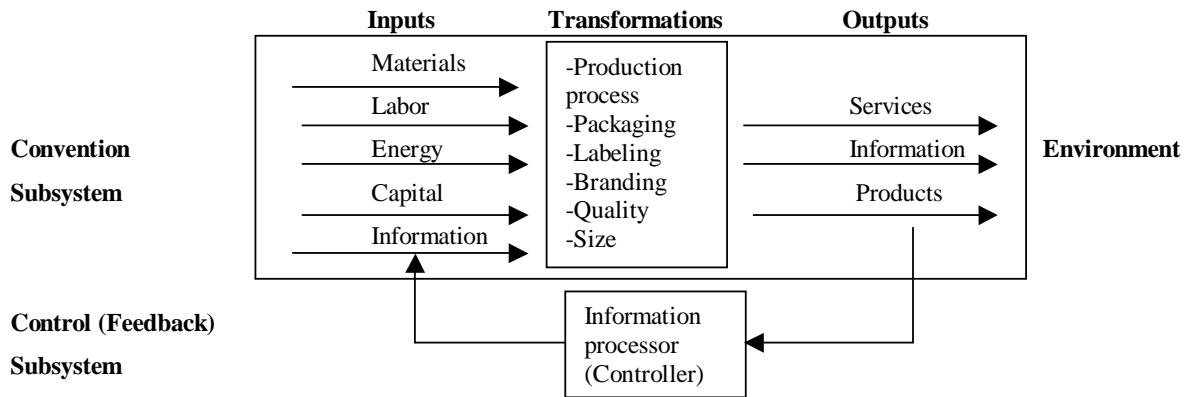 Inputs
Transformations
Outputs
Materials
Labor
Energy
Capital
Information
-Production
process
-Packaging
-Labeling
-Branding
-Quality
-Size
Services
Information
Products
Convention
Subsystem
Environment
Control (Feedback)
Subsystem
Information
processor
(Controller)